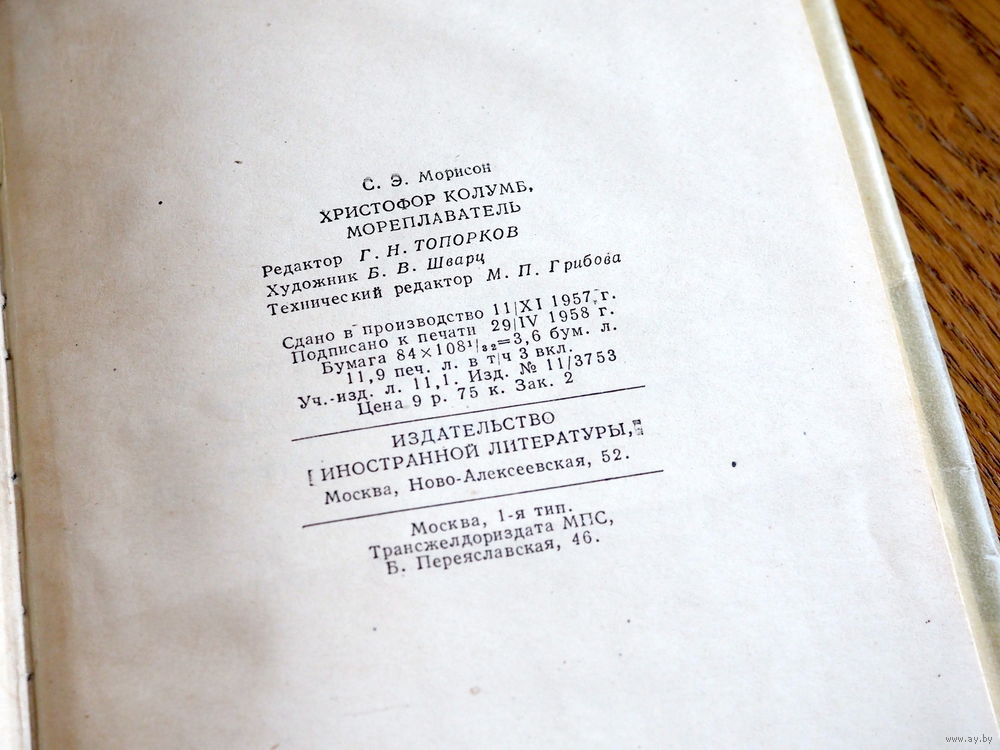 С. Э. Морисон
ХРИСТОФОР КОЛУМБ,
МОРЕПЛАВАТЕЛЬ
Редактор Г. Н. ТОПОРКОВ
Художник Б. В. Шварц
Технический редактор М. П. Грибова
Сдано в производство 11|XI 1957 г.
Подписано к печати 29|IV 1958 г.
Бумага 84×108¹|₃₂=3,6 бум. л.
11,9 печ. л. в т|ч 3 вкл.
Уч.-изд. л. 11,1. Изд. № 11/3753
Цена 9 р. 75 к. Зак. 2
ИЗДАТЕЛЬСТВО
ИНОСТРАННОЙ ЛИТЕРАТУРЫ,
Москва, Ново-Алексеевская, 52.
Москва, 1-я тип.
Трансжелдориздата МПС,
Б. Переяславская, 46.
www.ay.by